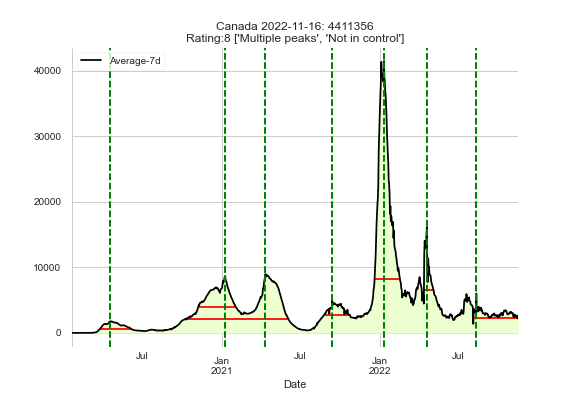 Canada 2022-11-16: 4411356
Rating:8 ['Multiple peaks', 'Not in control']
Average-7d
40000
30000
20000
10000
0
Jul
Jan
2021
Jul
Jan
2022
Jul
Date